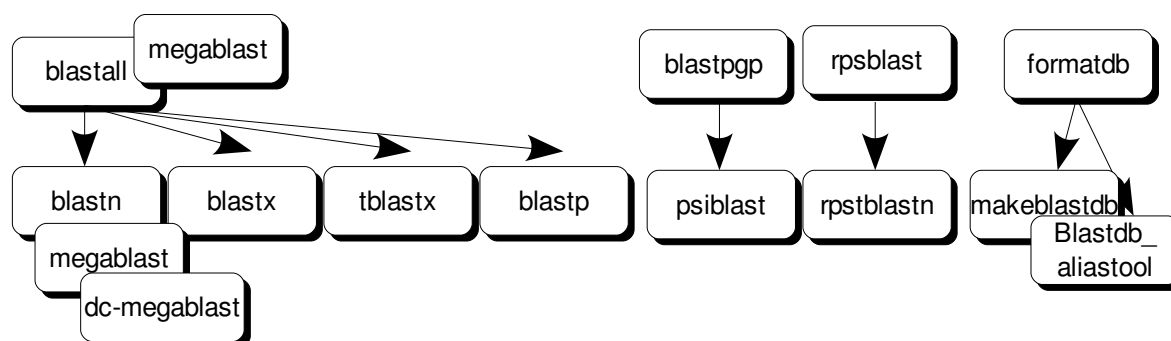 blastall
megablast
blastpgp
rpsblast
formatdb
blastn
blastx
tblastx
blastp
psiblast
rpstblastn
makeblastdb
Blastdb_
aliastool
megablast
dc-megablast